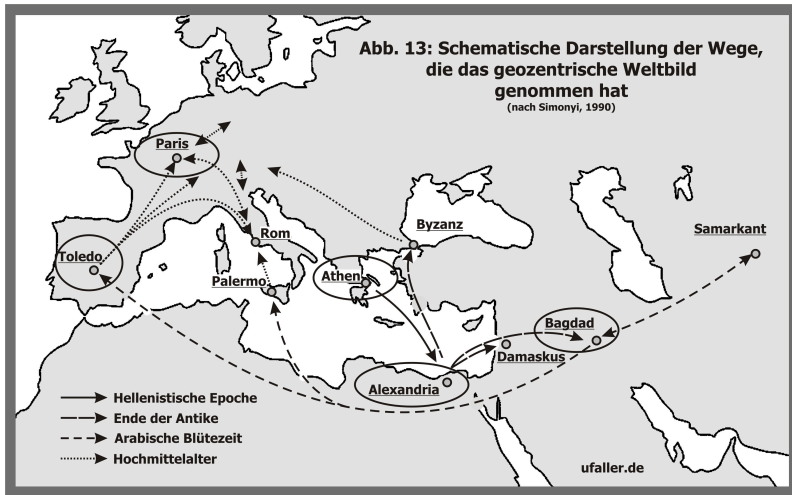 Abb. 13: Schematische Darstellung der Wege,
die das geozentrische Weltbild
genommen hat
(nach Simonyi, 1990)
Paris
Samarkant
Byzanz
Rom
Toledo
Athen
Palermo
Bagdad
Damaskus
Alexandria
Hellenistische Epoche
Ende der Antike
Arabische Blütezeit
Hochmittelalter
ufaller.de